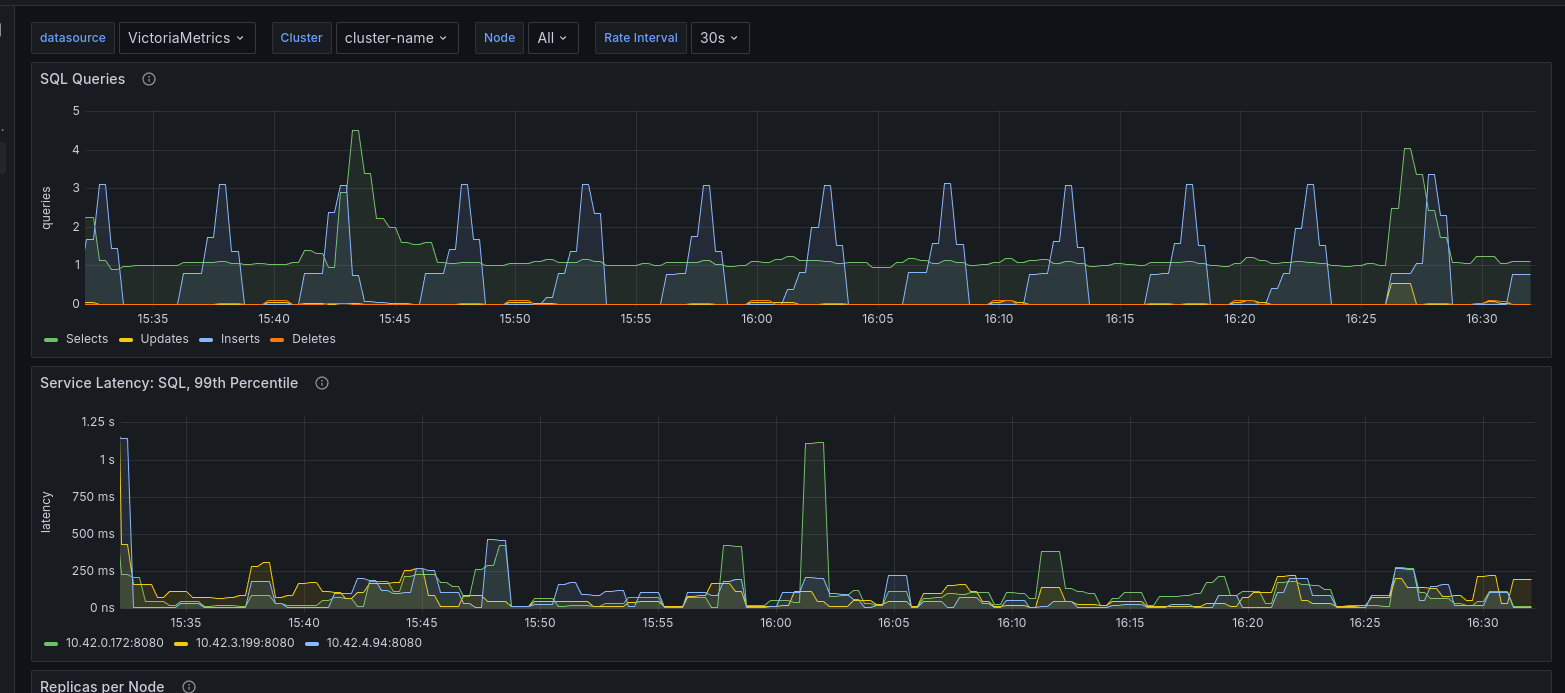 datasource VictoriaMetrics Cluster cluster-name Node All Rate Interval 30s
SQL Queries
5
4
3
2
1
0
queries
15:35 15:40 15:45 15:50 15:55 16:00 16:05 16:10 16:15 16:20 16:25 16:30
Selects Updates Inserts Deletes
Service Latency: SQL, 99th Percentile
1.25 s
1 s
750 ms
500 ms
250 ms
0 ns
latency
15:35 15:40 15:45 15:50 15:55 16:00 16:05 16:10 16:15 16:20 16:25 16:30
10.42.0.172:8080 10.42.3.199:8080 10.42.4.94:8080
Replicas per Node